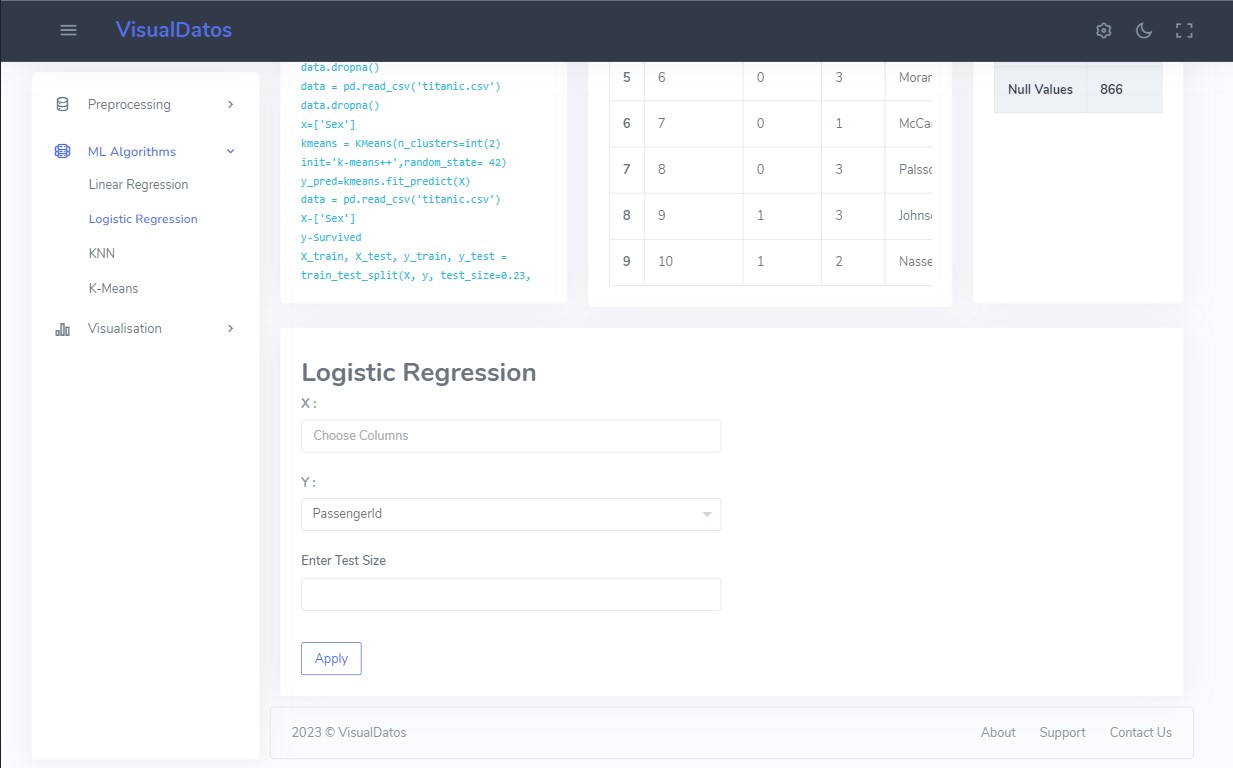 VisualDatos
Preprocessing
ML Algorithms
Linear Regression
Logistic Regression
KNN
K-Means
Visualisation
data.dropna()
data = pd.read_csv('titanic.csv')
data.dropna()
x=['Sex']
kmeans = KMeans(n_clusters=int(2)
init='k-means++',random_state= 42)
y_pred=kmeans.fit_predict(X)
data = pd.read_csv('titanic.csv')
X-['Sex']
y-Survived
X_train, X_test, y_train, y_test =
train_test_split(X, y, test_size=0.23,
5 6 0 3 Moran
6 7 0 1 McCa
7 8 0 3 Palsso
8 9 1 3 Johns
9 10 1 2 Nasse
Null Values 866
Logistic Regression
X :
Choose Columns
Y :
PassengerId
Enter Test Size
Apply
2023 © VisualDatos
About Support Contact Us